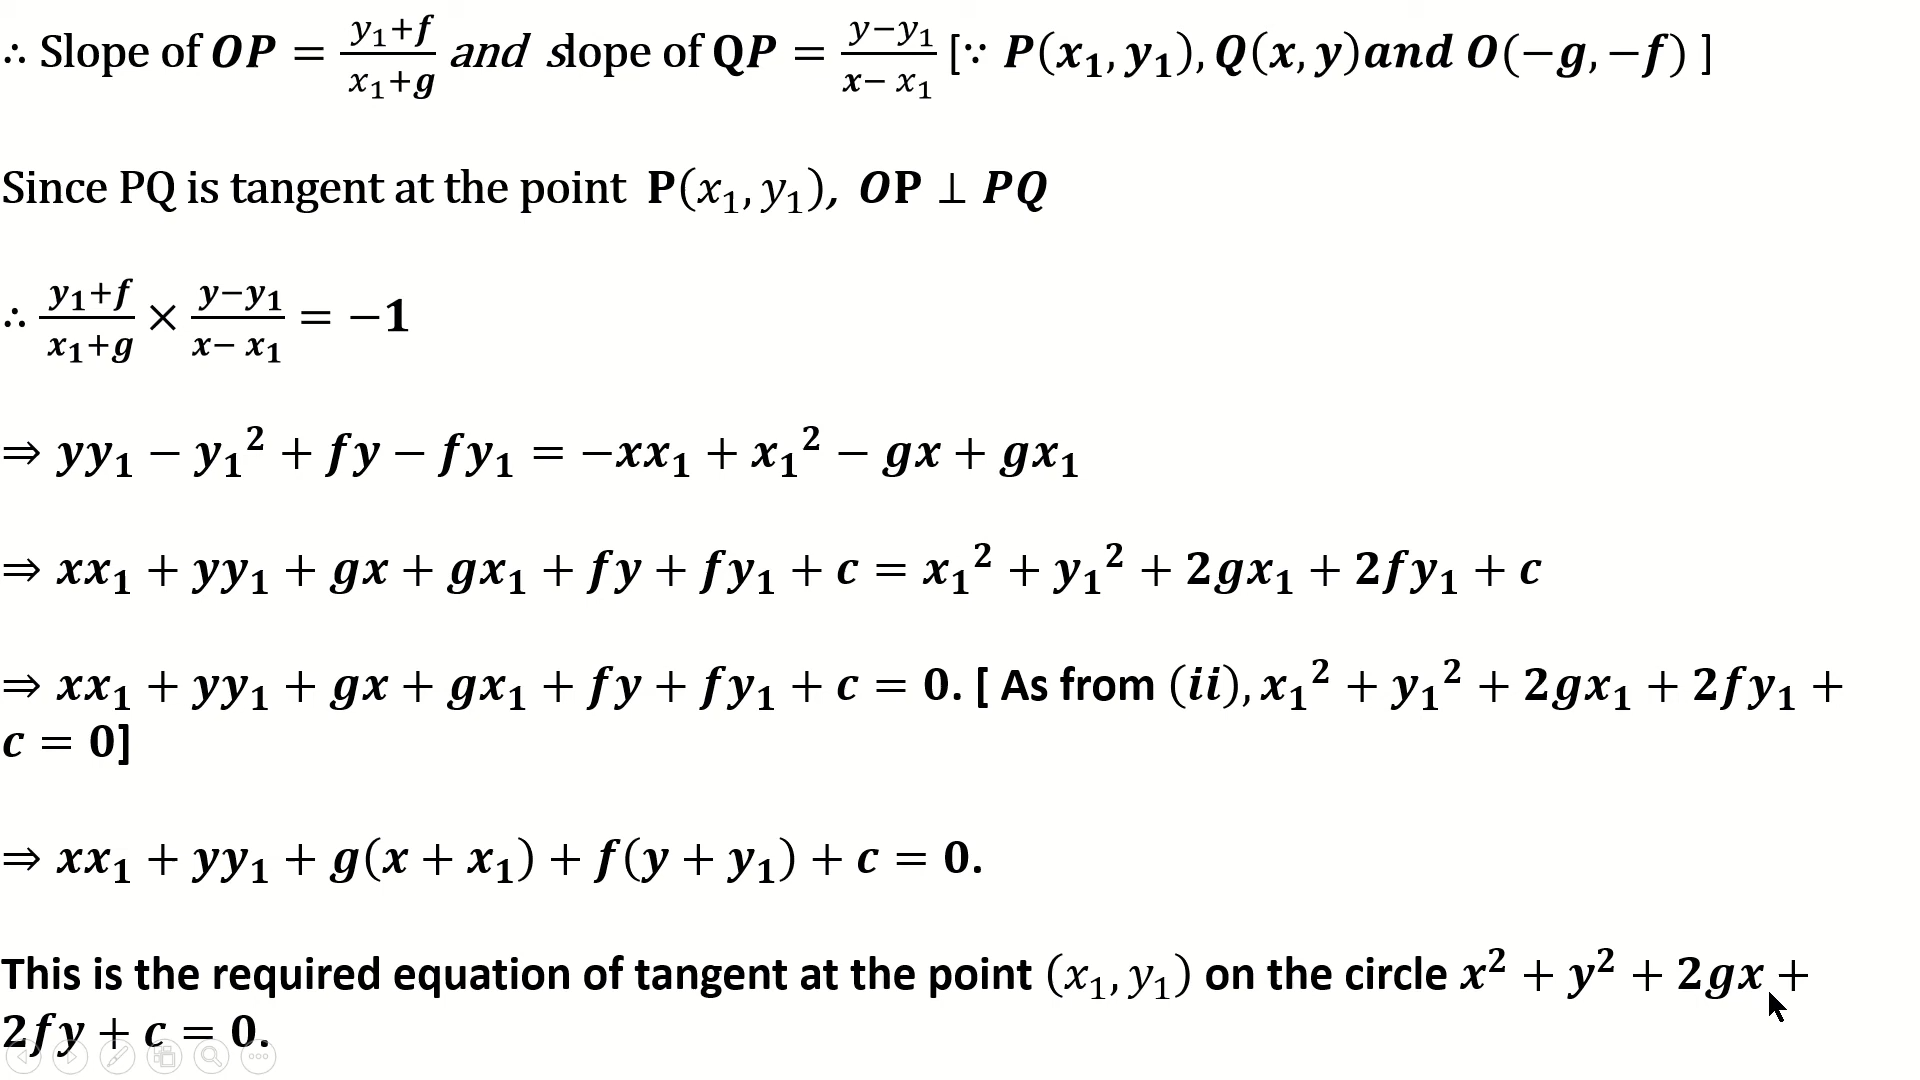 ∴ Slope of OP = (y₁+f)/(x₁+g) and slope of QP = (y−y₁)/(x− x₁) [∵ P(x₁, y₁), Q(x, y)and O(−g, −f) ]
Since PQ is tangent at the point P(x₁, y₁), OP ⊥ PQ
∴ (y₁+f)/(x₁+g) × (y−y₁)/(x− x₁) = −1
⇒ yy₁ − y₁² + fy − fy₁ = −xx₁ + x₁² − gx + gx₁
⇒ xx₁ + yy₁ + gx + gx₁ + fy + fy₁ + c = x₁² + y₁² + 2gx₁ + 2fy₁ + c
⇒ xx₁ + yy₁ + gx + gx₁ + fy + fy₁ + c = 0. [ As from (ii), x₁² + y₁² + 2gx₁ + 2fy₁ +
c = 0]
⇒ xx₁ + yy₁ + g(x + x₁) + f(y + y₁) + c = 0.
This is the required equation of tangent at the point (x₁, y₁) on the circle x² + y² + 2gx +
2fy + c = 0.